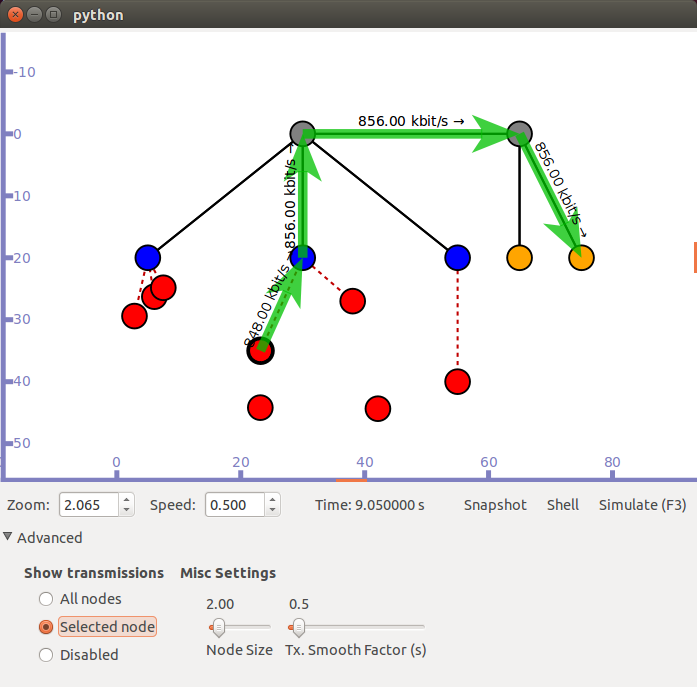 python
-10
0
10
20
30
40
50
856.00 kbit/s →
856.00 kbit/s →
856.00 kbit/s →
848.00 kbit/s →
0
20
40
60
80
Zoom: 2.065 Speed: 0.500 Time: 9.050000 s Snapshot Shell Simulate (F3)
Advanced
Show transmissions Misc Settings
All nodes 2.00 0.5
Selected node
Disabled Node Size Tx. Smooth Factor (s)